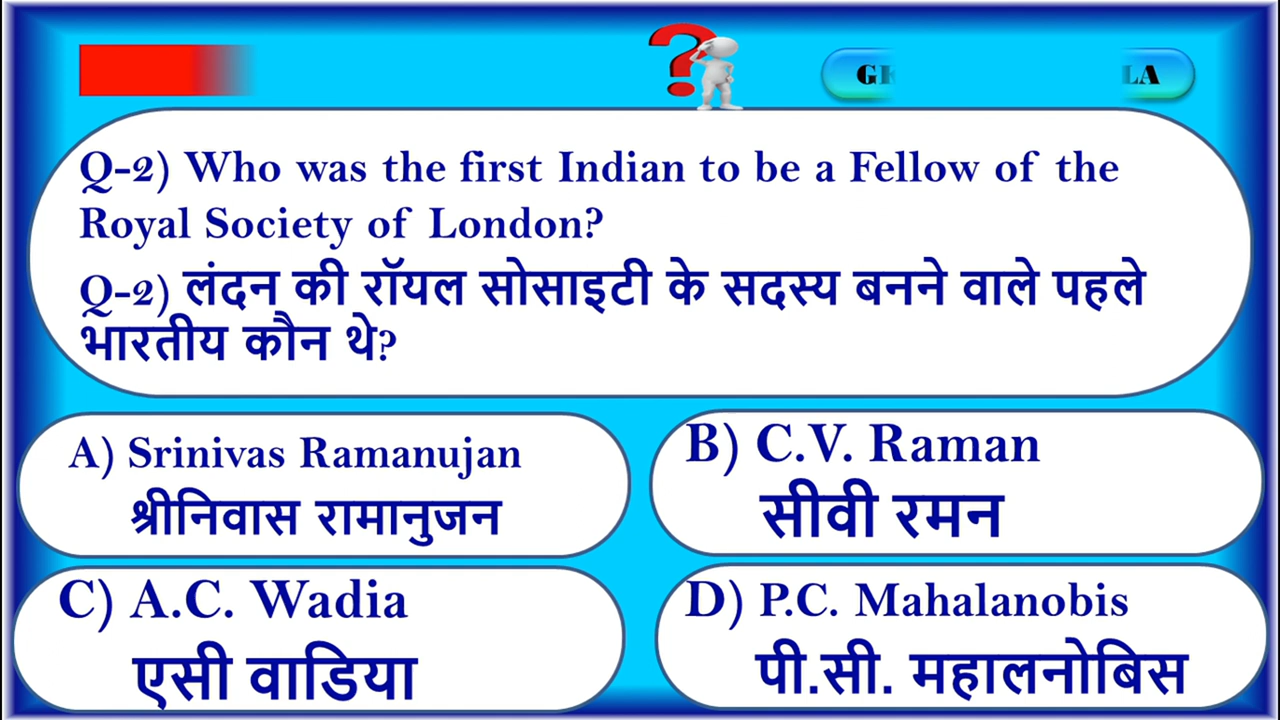 Q-2) Who was the first Indian to be a Fellow of the
Royal Society of London?
Q-2) लंदन की रॉयल सोसाइटी के सदस्य बनने वाले पहले
भारतीय कौन थे?
A) Srinivas Ramanujan
श्रीनिवास रामानुजन
B) C.V. Raman
सीवी रमन
C) A.C. Wadia
एसी वाडिया
D) P.C. Mahalanobis
पी.सी. महालनोबिस